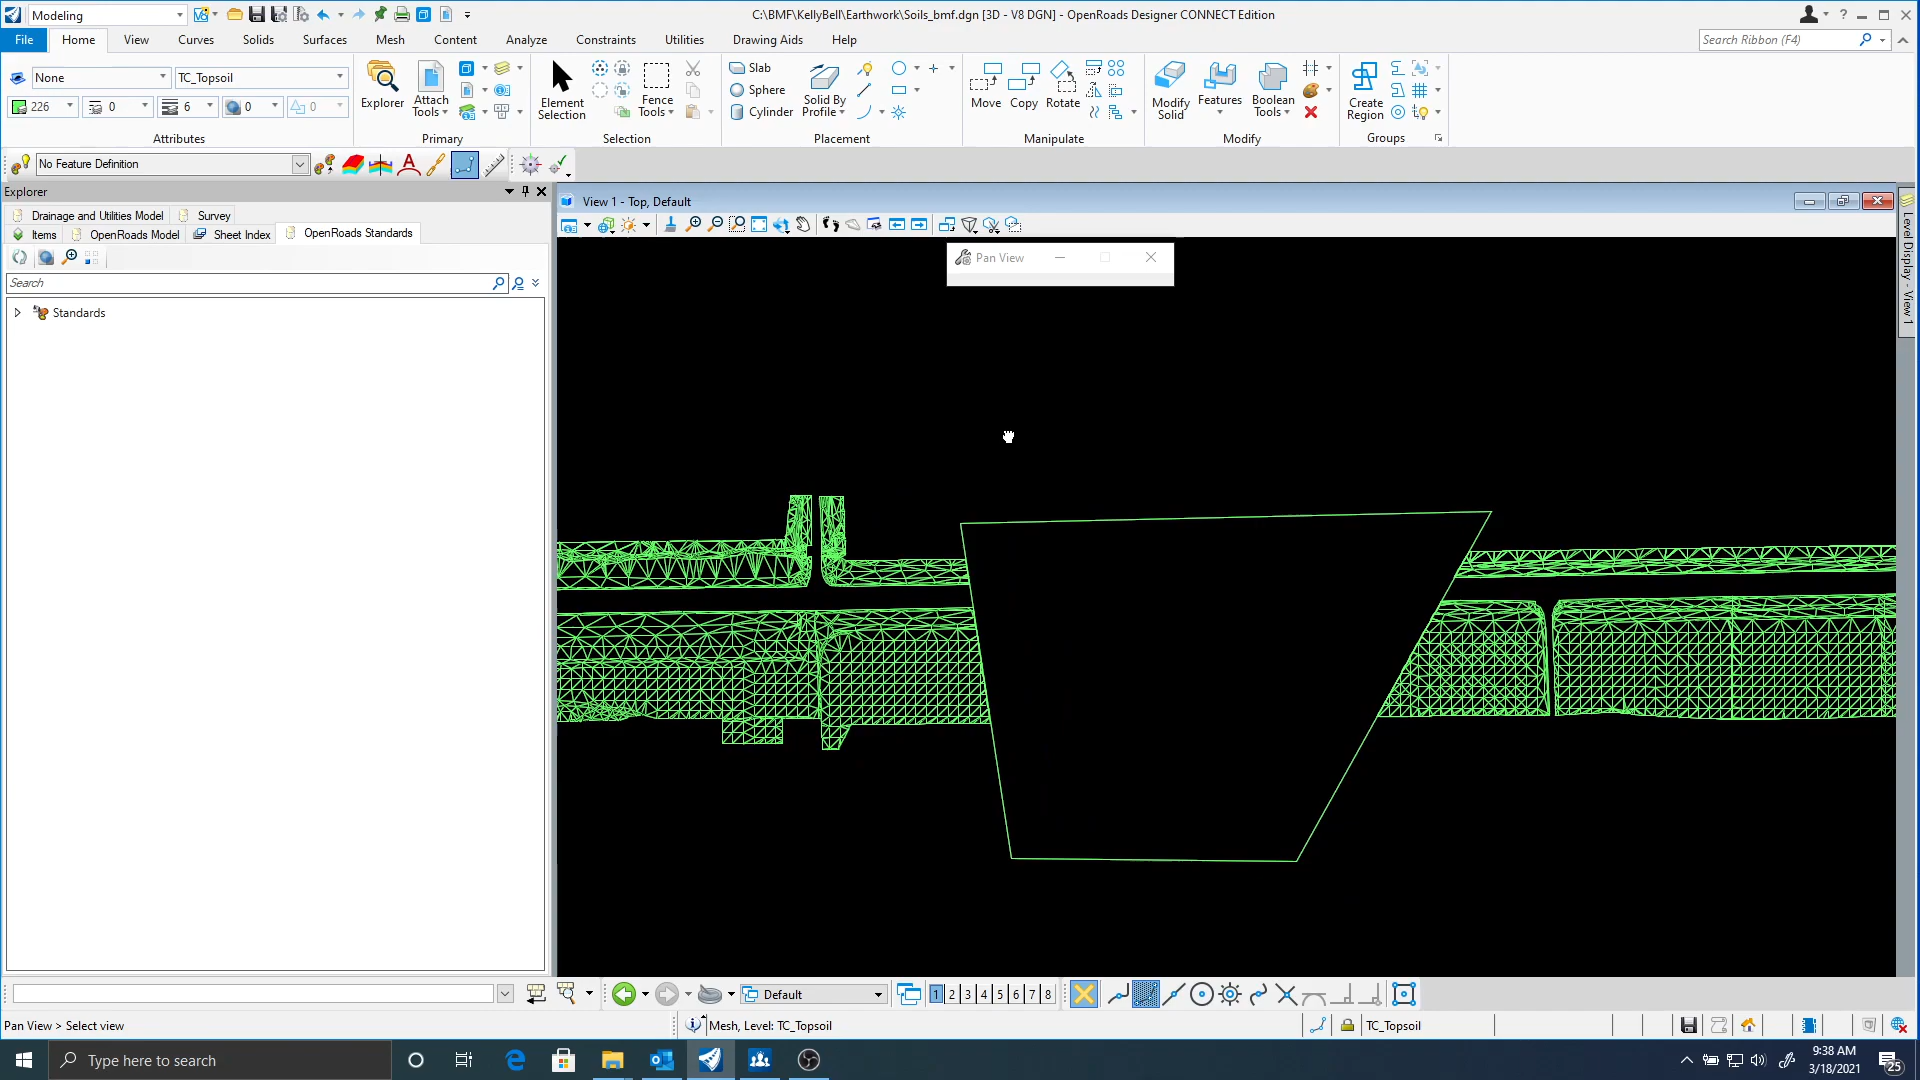 Modeling
C:\BMF\KellyBell\Earthwork\Soils_bmf.dgn [3D - V8 DGN] - OpenRoads Designer CONNECT Edition
File Home View Curves Solids Surfaces Mesh Content Analyze Constraints Utilities Drawing Aids Help
Search Ribbon (F4)
None TC_Topsoil
226 0 6 0 0
Attributes
Explorer
Attach Tools
Primary
Element Selection
Fence Tools
Selection
Slab
Sphere
Cylinder
Solid By Profile
Placement
Move Copy Rotate
Manipulate
Modify Solid
Features
Boolean Tools
Modify
Create Region
Groups
No Feature Definition
Explorer
Drainage and Utilities Model Survey
Items OpenRoads Model Sheet Index OpenRoads Standards
Search
Standards
View 1 - Top, Default
Pan View
Level Display - View 1
Default
1 2 3 4 5 6 7 8
Pan View > Select view
Mesh, Level: TC_Topsoil
TC_Topsoil
Type here to search
9:38 AM
3/18/2021
25